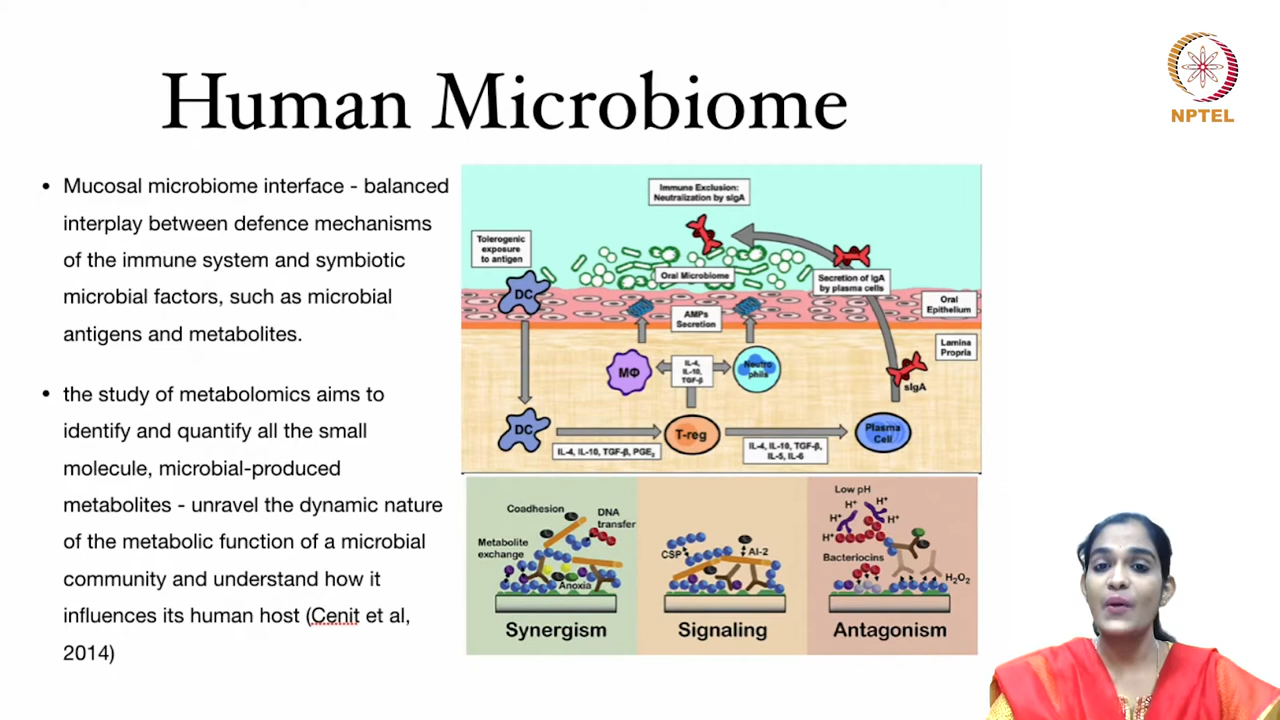 Human Microbiome
NPTEL
• Mucosal microbiome interface - balanced
interplay between defence mechanisms
of the immune system and symbiotic
microbial factors, such as microbial
antigens and metabolites.
• the study of metabolomics aims to
identify and quantify all the small
molecule, microbial-produced
metabolites - unravel the dynamic nature
of the metabolic function of a microbial
community and understand how it
influences its human host (Cenit et al,
2014)
Immune Exclusion:
Neutralization by sIgA
Tolerogenic
exposure
to antigen
Oral Microbiome
Secretion of IgA
by plasma cells
DC
AMPs
Secretion
Oral
Epithelium
Lamina
Propria
MΦ
IL-4,
IL-10,
TGF-β
Neutro
phils
sIgA
DC
T-reg
Plasma
Cell
IL-4, IL-10, TGF-β, PGE₂
IL-4, IL-10, TGF-β,
IL-5, IL-6
Coadhesion
DNA
transfer
Metabolite
exchange
Anoxia
Synergism
CSP
AI-2
Signaling
Low pH
H⁺
H⁺
H⁺
H⁺
H⁺
Bacteriocins
H₂O₂
Antagonism